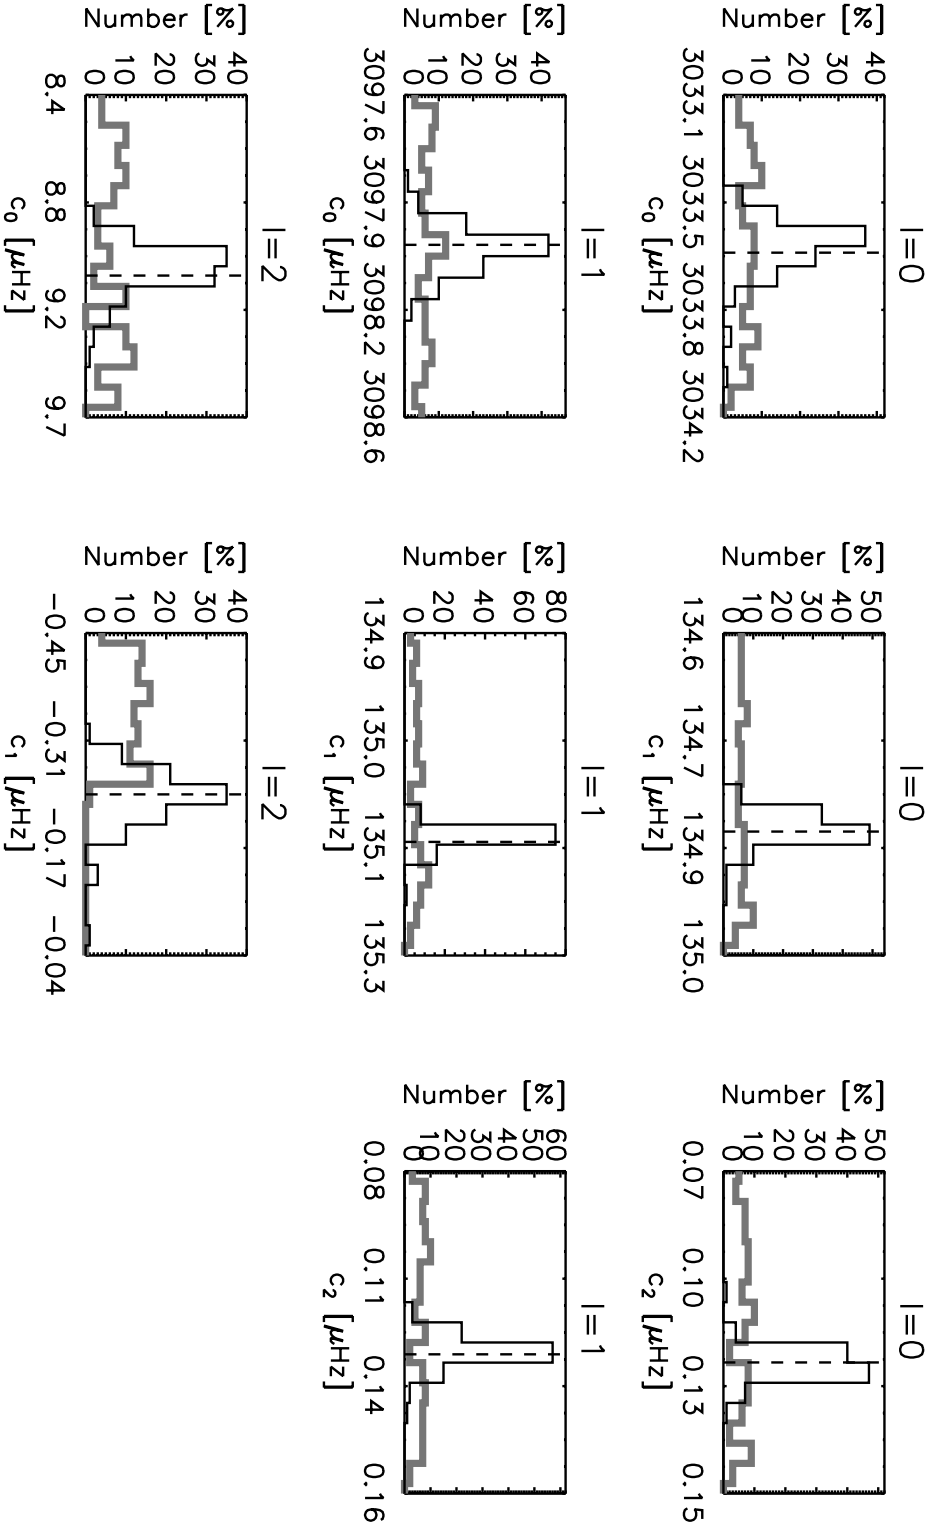 l=0
Number [%]
40
30
20
10
0
3033.1 3033.5 3033.8 3034.2
c0 [μHz]
l=0
Number [%]
50
40
30
20
10
0
134.6 134.7 134.9 135.0
c1 [μHz]
l=0
Number [%]
50
40
30
20
10
0
0.07 0.10 0.13 0.15
c2 [μHz]
l=1
Number [%]
40
30
20
10
0
3097.6 3097.9 3098.2 3098.6
c0 [μHz]
l=1
Number [%]
80
60
40
20
0
134.9 135.0 135.1 135.3
c1 [μHz]
l=1
Number [%]
60
50
40
30
20
10
0
0.08 0.11 0.14 0.16
c2 [μHz]
l=2
Number [%]
40
30
20
10
0
8.4 8.8 9.2 9.7
c0 [μHz]
l=2
Number [%]
40
30
20
10
0
−0.45 −0.31 −0.17 −0.04
c1 [μHz]